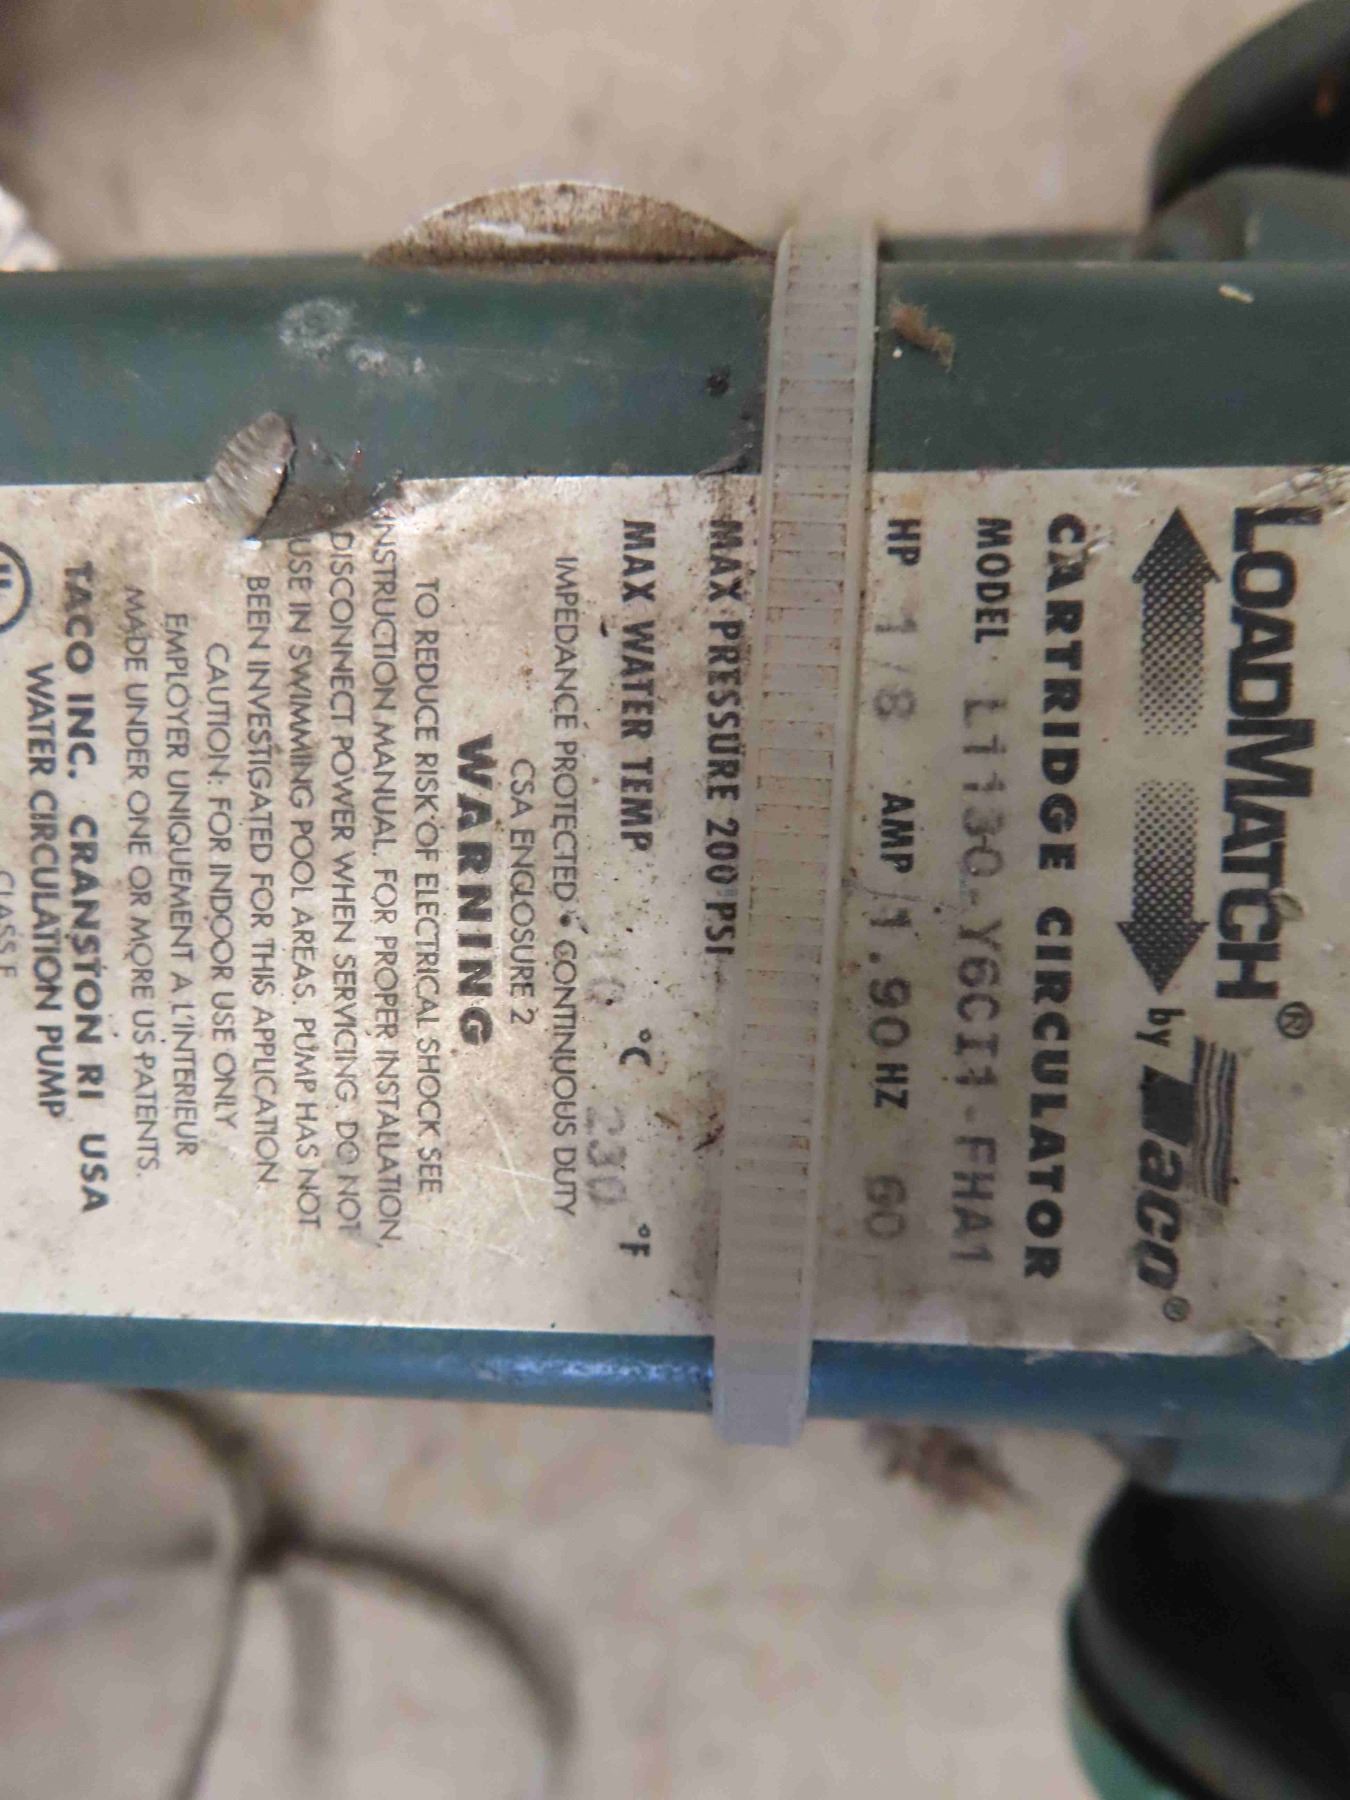 LOADMATCH®
by Taco®
CARTRIDGE CIRCULATOR
MODEL L1130-Y6CI1-FHA1
HP 1/8 AMP 1.90 HZ 60
MAX PRESSURE 200 PSI
MAX WATER TEMP °C 230 °F
IMPEDANCE PROTECTED • CONTINUOUS DUTY
CSA ENCLOSURE 2
WARNING
TO REDUCE RISK OF ELECTRICAL SHOCK SEE
INSTRUCTION MANUAL. FOR PROPER INSTALLATION,
DISCONNECT POWER WHEN SERVICING. DO NOT
USE IN SWIMMING POOL AREAS. PUMP HAS NOT
BEEN INVESTIGATED FOR THIS APPLICATION.
CAUTION: FOR INDOOR USE ONLY
EMPLOYER UNIQUEMENT A L'INTERIEUR
MADE UNDER ONE OR MORE US PATENTS.
TACO INC. CRANSTON RI USA
WATER CIRCULATION PUMP
CLASS F